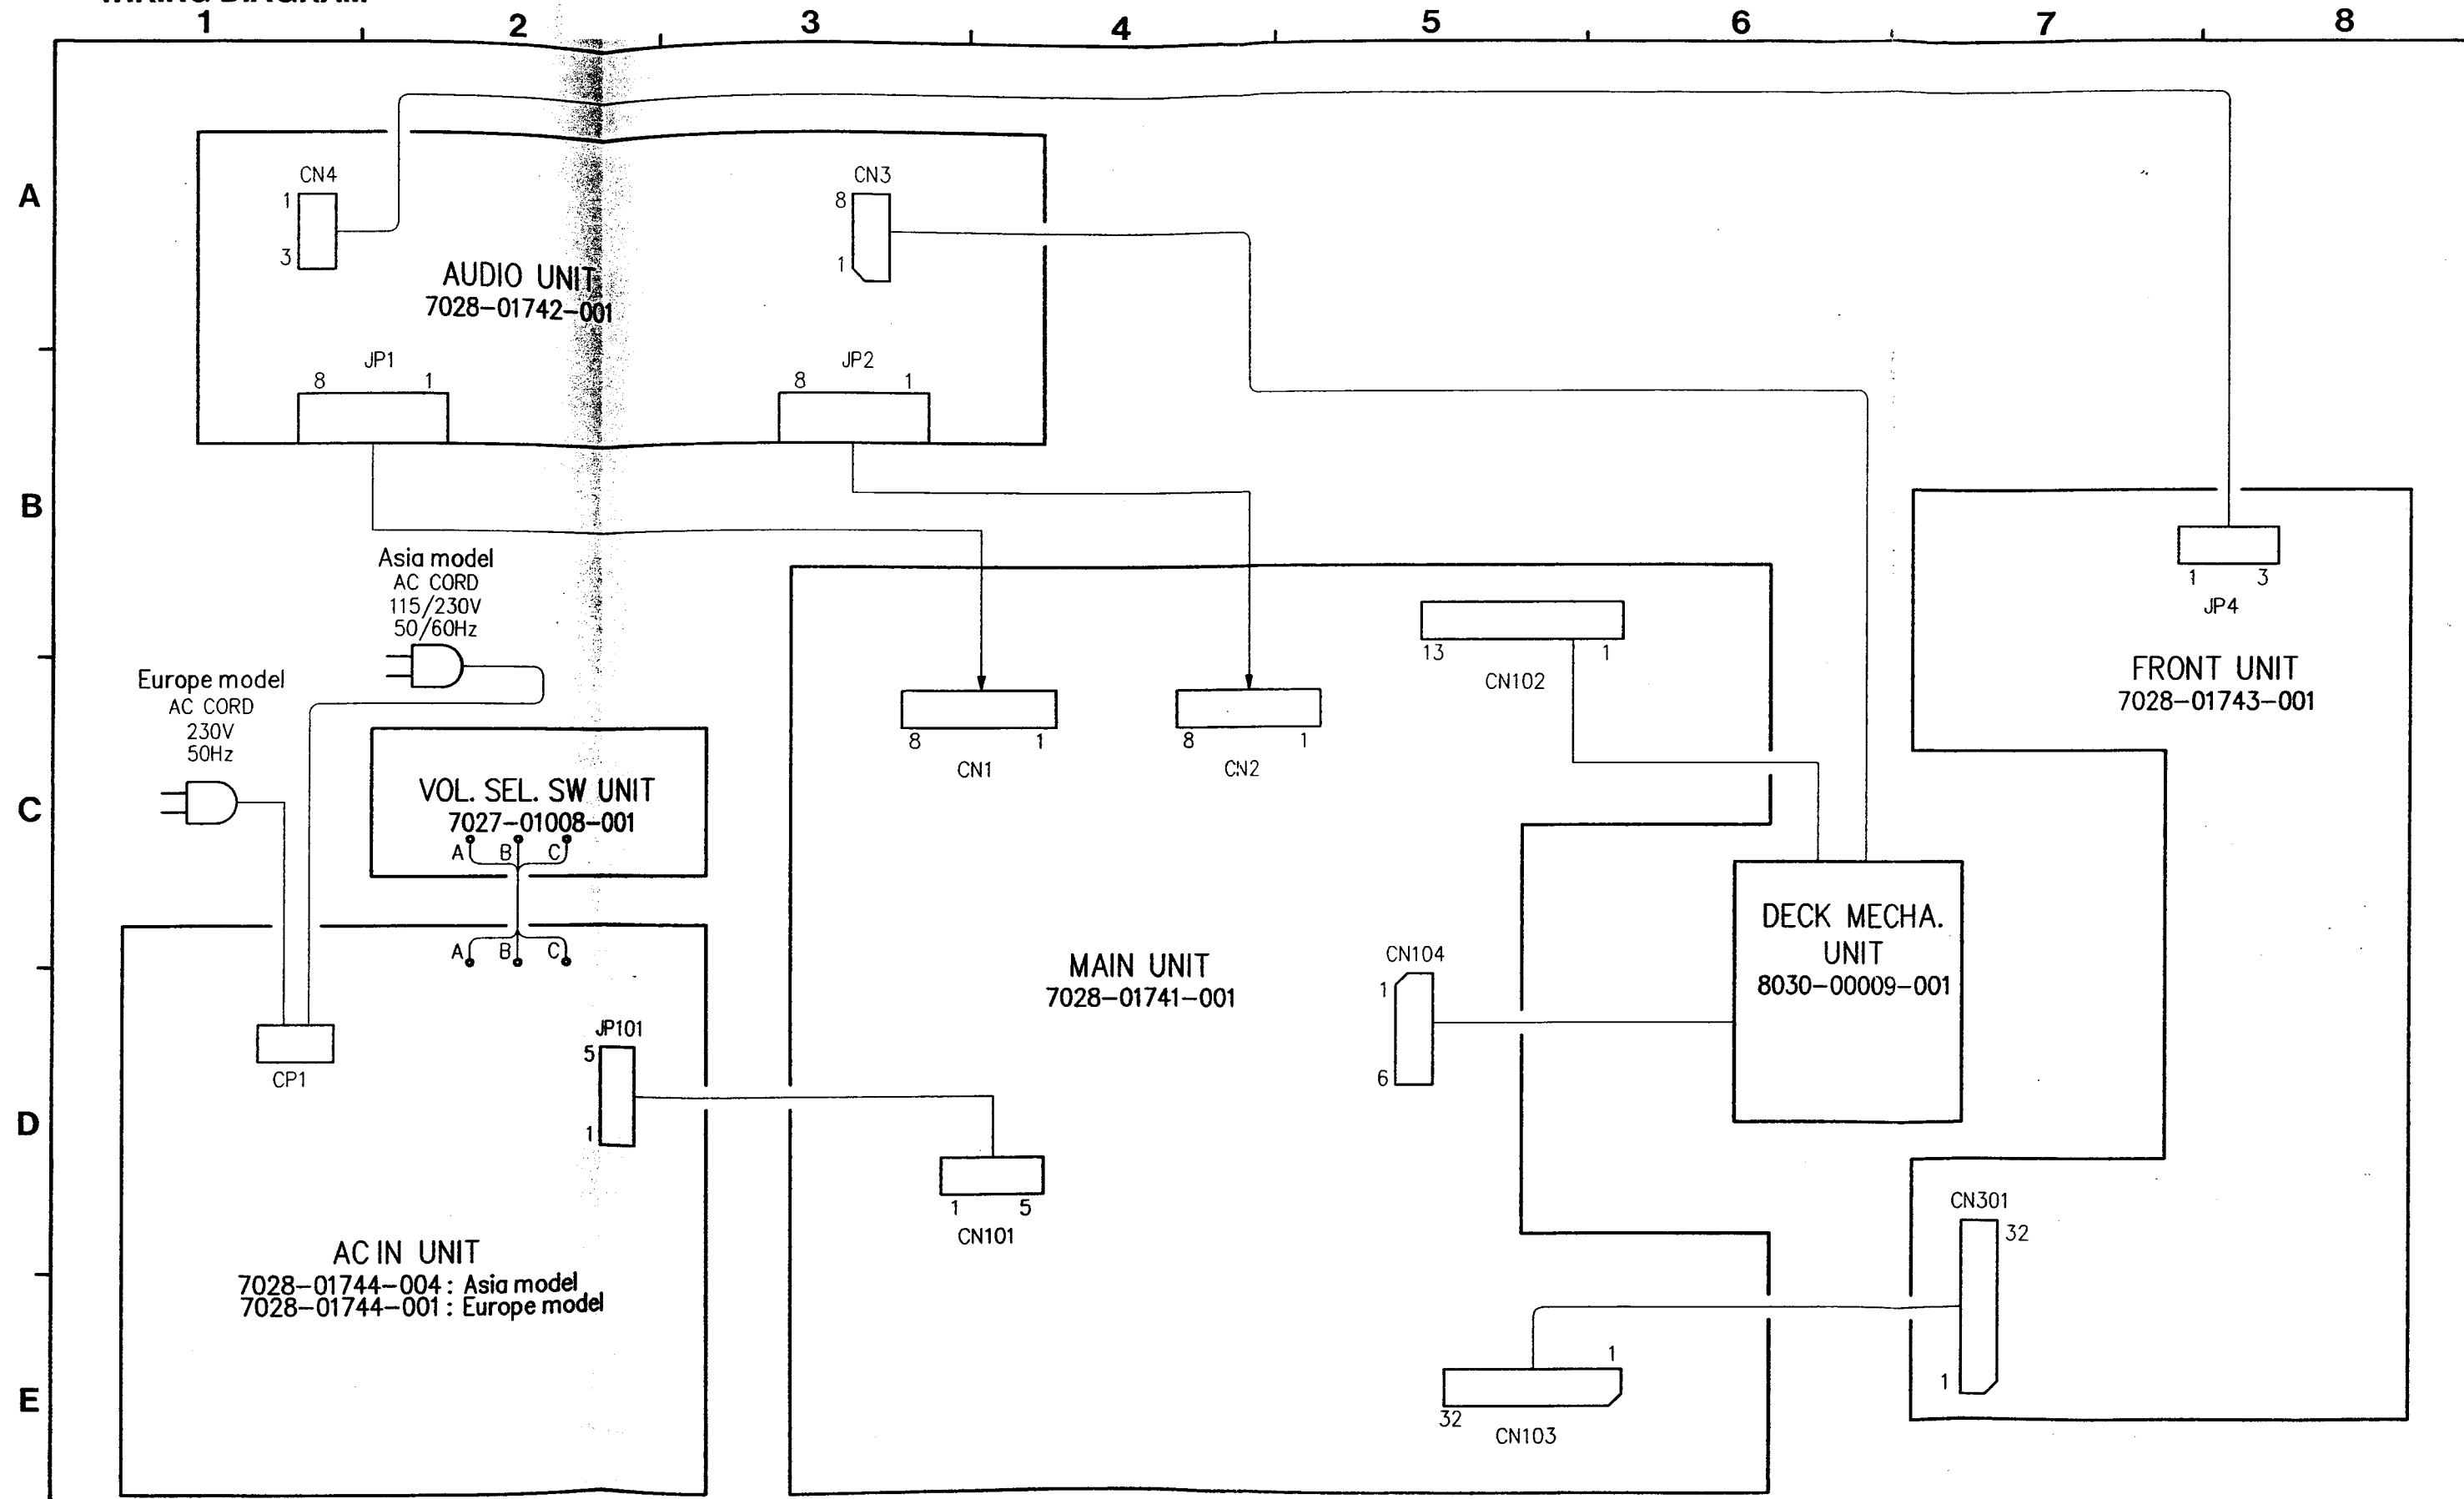 WIRING DIAGRAM
1 2 3 4 5 6 7 8
A
CN4
1
3
CN3
8
1
AUDIO UNIT
7028-01742-001
JP1
8 1
JP2
8 1
B
1 3
JP4
FRONT UNIT
7028-01743-001
Asia model
AC CORD
115/230V
50/60Hz
Europe model
AC CORD
230V
50Hz
13 1
CN102
8 1
CN1
8 1
CN2
C
VOL. SEL. SW UNIT
7027-01008-001
A B C
A B C
MAIN UNIT
7028-01741-001
CN104
1
6
DECK MECHA.
UNIT
8030-00009-001
CP1
JP101
5
1
D
1 5
CN101
AC IN UNIT
7028-01744-004 : Asia model
7028-01744-001 : Europe model
CN301
32
1
E
1
32
CN103